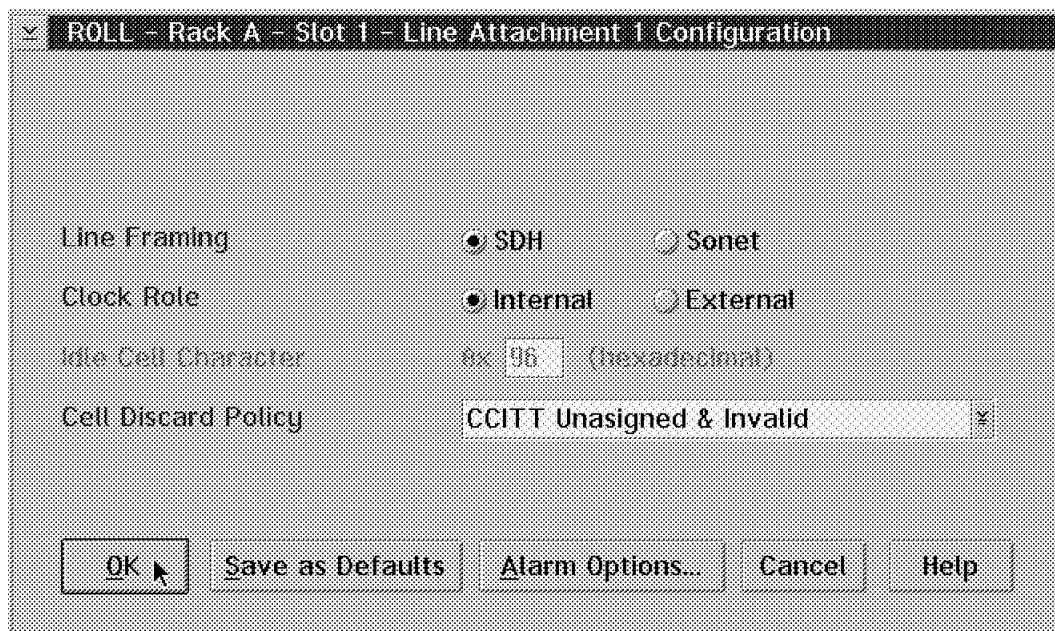 ROLL - Rack A - Slot 1 - Line Attachment 1 Configuration
Line Framing SDH Sonet
Clock Role Internal External
Idle Cell Character 0x 96 (hexadecimal)
Cell Discard Policy CCITT Unasigned & Invalid
OK Save as Defaults Alarm Options... Cancel Help